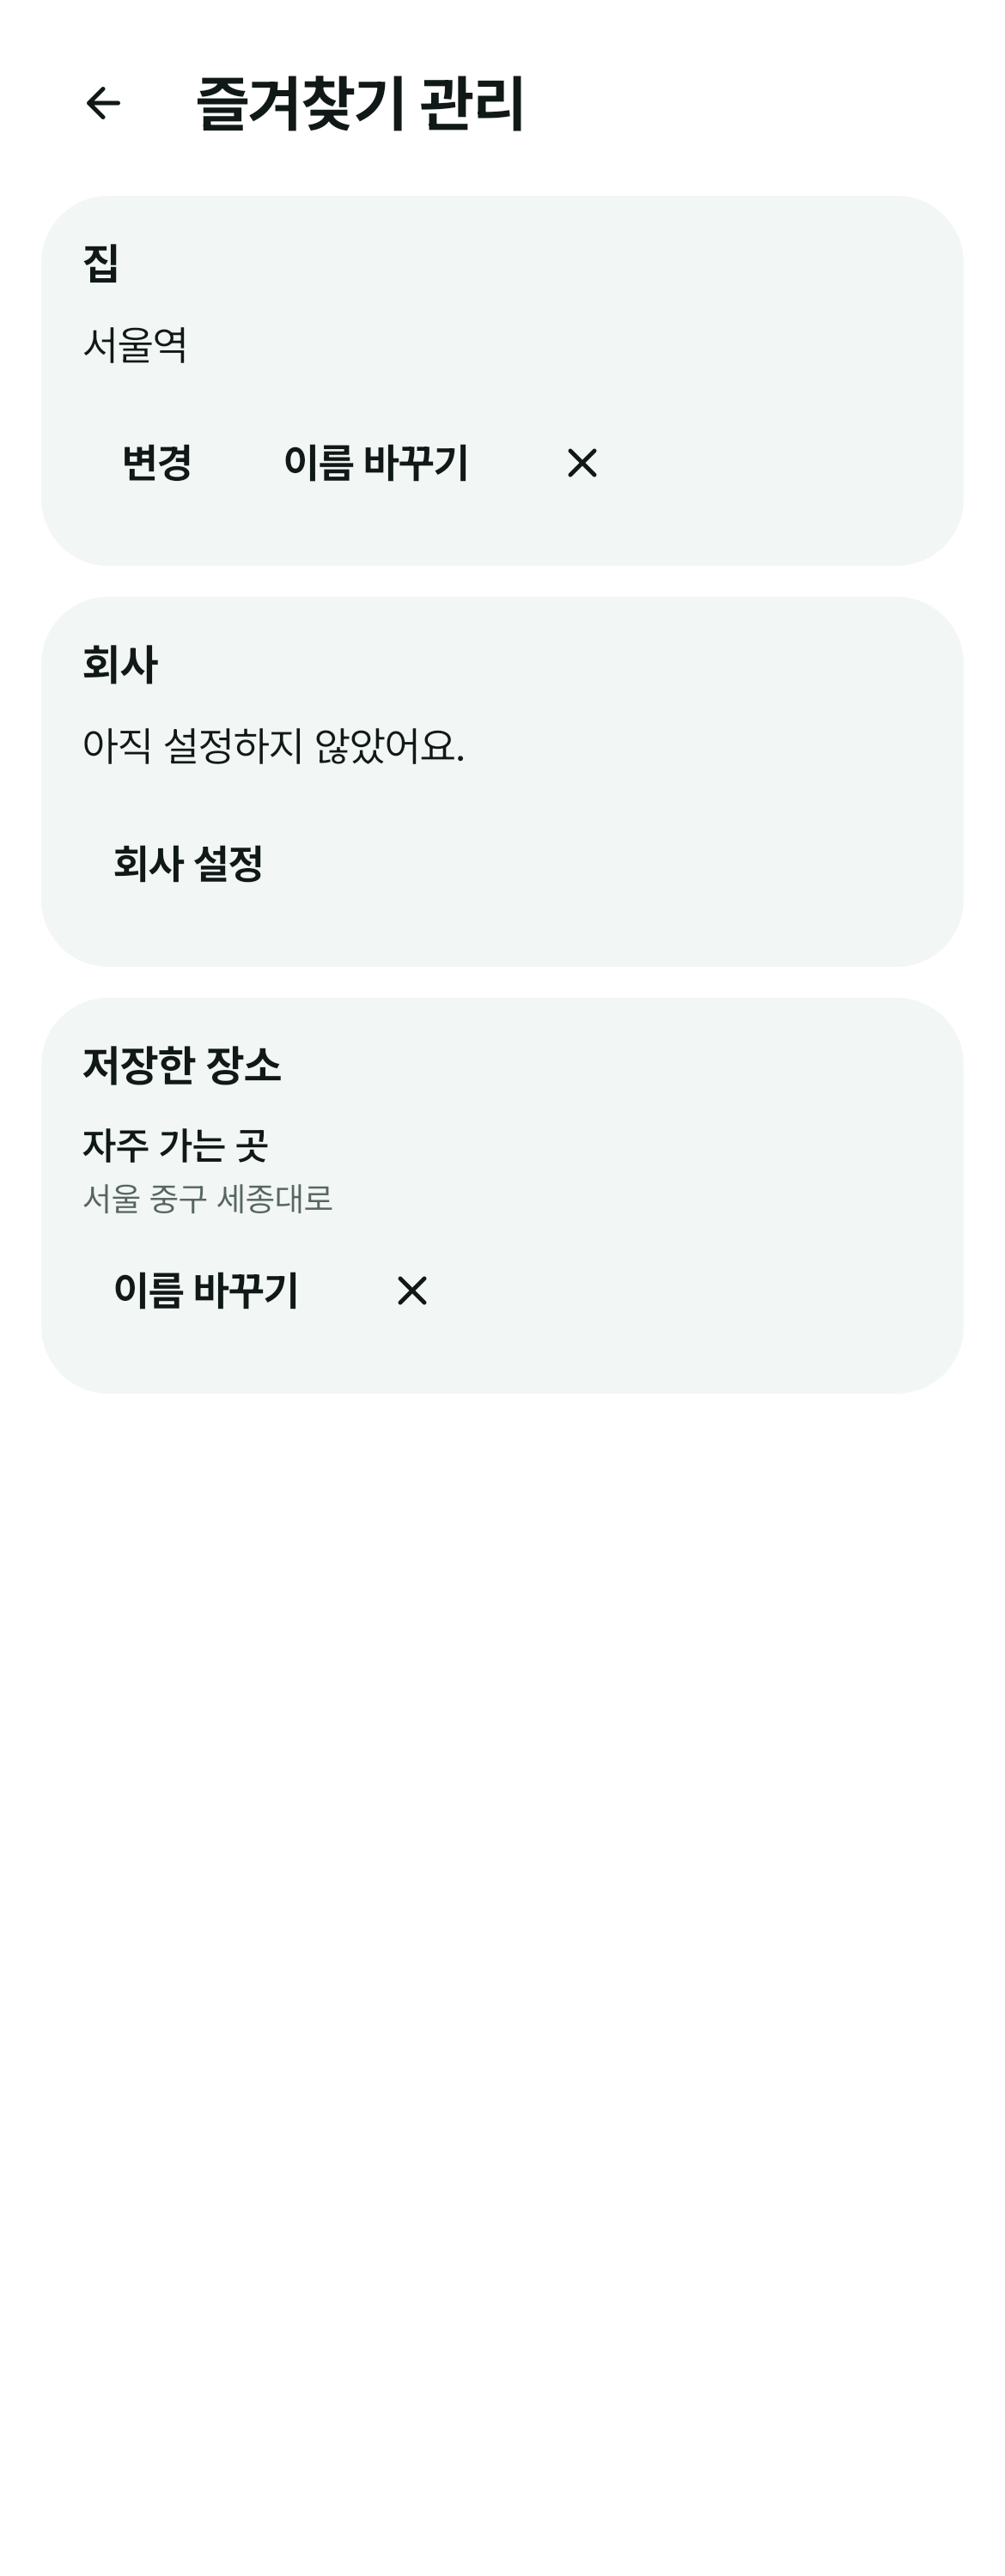 즐겨찾기 관리
집
서울역
변경 이름 바꾸기
회사
아직 설정하지 않았어요.
회사 설정
저장한 장소
자주 가는 곳
서울 중구 세종대로
이름 바꾸기